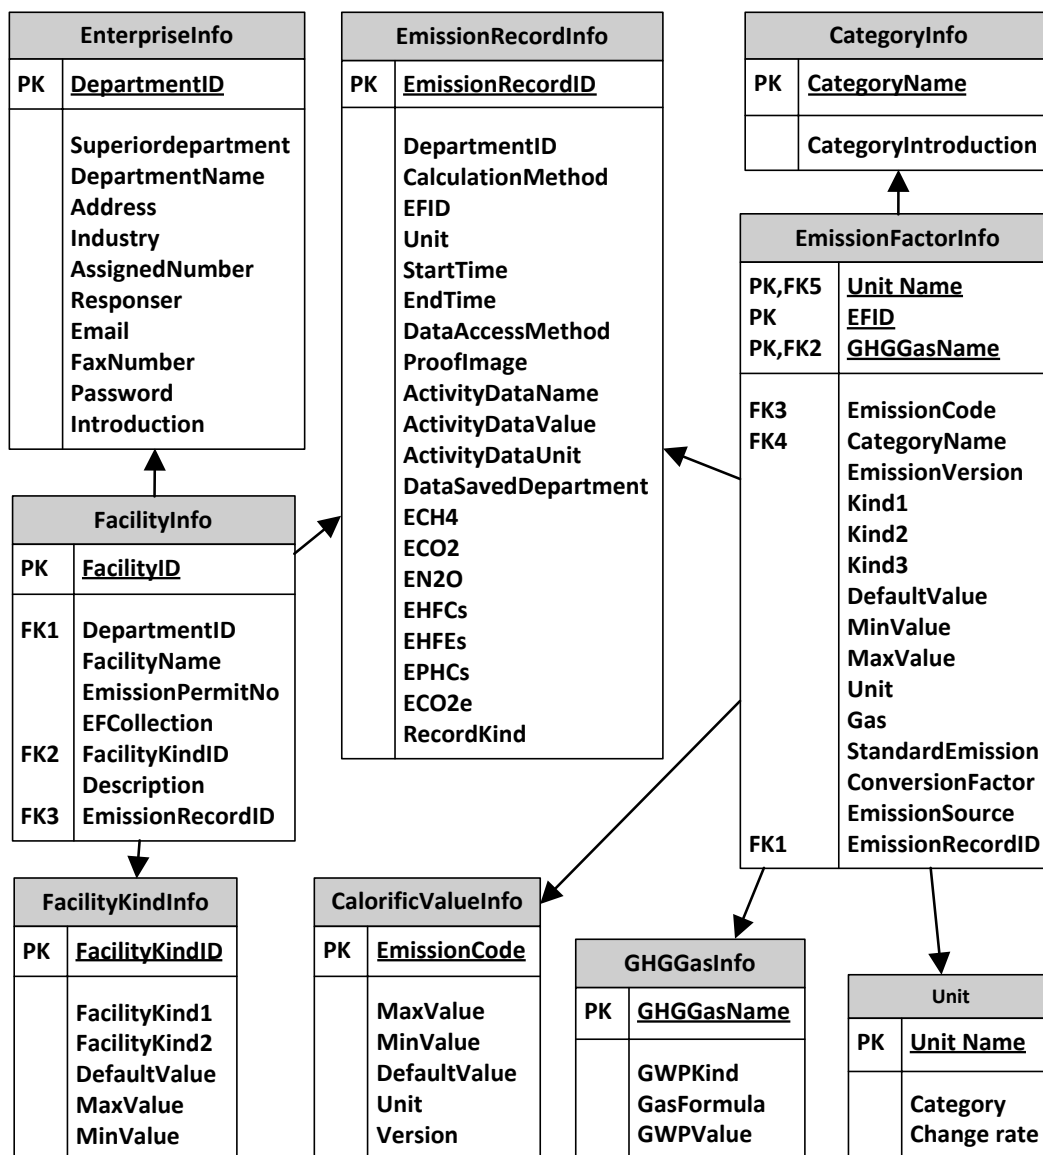 EnterpriseInfo
PK DepartmentID
Superiordepartment
DepartmentName
Address
Industry
AssignedNumber
Responser
Email
FaxNumber
Password
Introduction
EmissionRecordInfo
PK EmissionRecordID
DepartmentID
CalculationMethod
EFID
Unit
StartTime
EndTime
DataAccessMethod
ProofImage
ActivityDataName
ActivityDataValue
ActivityDataUnit
DataSavedDepartment
ECH4
ECO2
EN2O
EHFCs
EHFEs
EPHCs
ECO2e
RecordKind
CategoryInfo
PK CategoryName
CategoryIntroduction
EmissionFactorInfo
PK,FK5 Unit Name
PK EFID
PK,FK2 GHGGasName
FK3 EmissionCode
FK4 CategoryName
EmissionVersion
Kind1
Kind2
Kind3
DefaultValue
MinValue
MaxValue
Unit
Gas
StandardEmission
ConversionFactor
EmissionSource
FK1 EmissionRecordID
FacilityInfo
PK FacilityID
FK1 DepartmentID
FacilityName
EmissionPermitNo
EFCollection
FK2 FacilityKindID
Description
FK3 EmissionRecordID
FacilityKindInfo
PK FacilityKindID
FacilityKind1
FacilityKind2
DefaultValue
MaxValue
MinValue
CalorificValueInfo
PK EmissionCode
MaxValue
MinValue
DefaultValue
Unit
Version
GHGGasInfo
PK GHGGasName
GWPKind
GasFormula
GWPValue
Unit
PK Unit Name
Category
Change rate